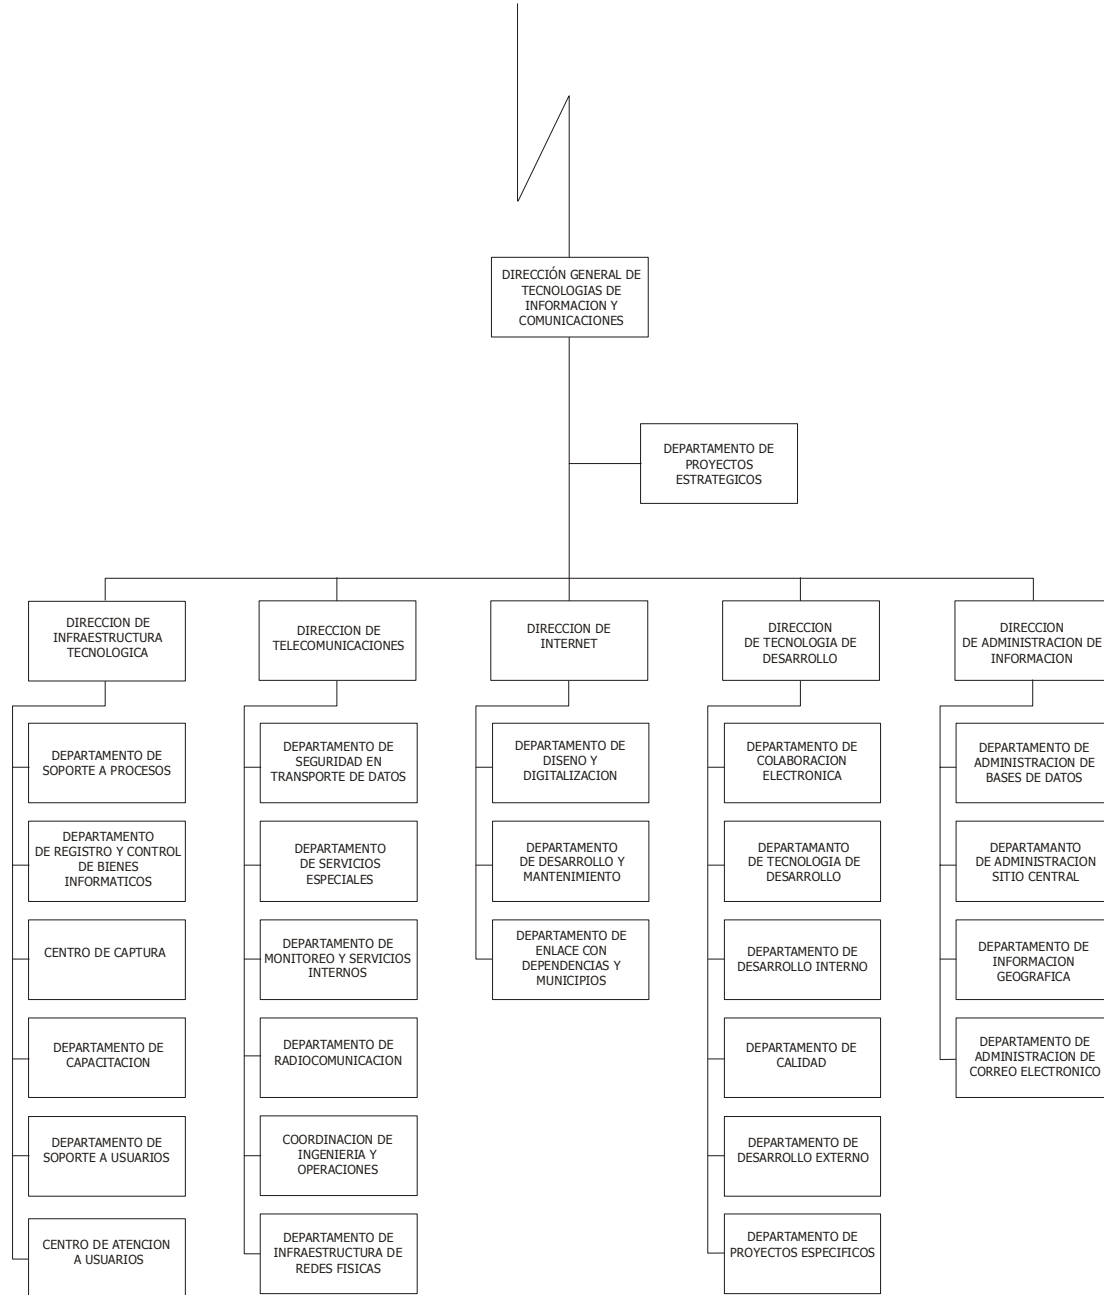 DIRECCIÓN GENERAL DE
TECNOLOGIAS DE
INFORMACION Y
COMUNICACIONES
DEPARTAMENTO DE
PROYECTOS
ESTRATEGICOS
DIRECCION DE
INFRAESTRUCTURA
TECNOLOGICA
DEPARTAMENTO DE
SOPORTE A PROCESOS
DEPARTAMENTO
DE REGISTRO Y CONTROL
DE BIENES
INFORMATICOS
CENTRO DE CAPTURA
DEPARTAMENTO DE
CAPACITACION
DEPARTAMENTO DE
SOPORTE A USUARIOS
CENTRO DE ATENCION
A USUARIOS
DIRECCION DE
TELECOMUNICACIONES
DEPARTAMENTO DE
SEGURIDAD EN
TRANSPORTE DE DATOS
DEPARTAMENTO
DE SERVICIOS
ESPECIALES
DEPARTAMENTO DE
MONITOREO Y SERVICIOS
INTERNOS
DEPARTAMENTO DE
RADIOCOMUNICACION
COORDINACION DE
INGENIERIA Y
OPERACIONES
DEPARTAMENTO DE
INFRAESTRUCTURA DE
REDES FISICAS
DIRECCION DE
INTERNET
DEPARTAMENTO DE
DISENO Y
DIGITALIZACION
DEPARTAMENTO
DE DESARROLLO Y
MANTENIMIENTO
DEPARTAMENTO DE
ENLACE CON
DEPENDENCIAS Y
MUNICIPIOS
DIRECCION
DE TECNOLOGIA DE
DESARROLLO
DEPARTAMENTO DE
COLABORACION
ELECTRONICA
DEPARTAMANTO
DE TECNOLOGIA DE
DESARROLLO
DEPARTAMENTO DE
DESARROLLO INTERNO
DEPARTAMENTO DE
CALIDAD
DEPARTAMENTO DE
DESARROLLO EXTERNO
DEPARTAMENTO DE
PROYECTOS ESPECIFICOS
DIRECCION
DE ADMINISTRACION DE
INFORMACION
DEPARTAMENTO DE
ADMINISTRACION DE
BASES DE DATOS
DEPARTAMANTO
DE ADMINISTRACION
SITIO CENTRAL
DEPARTAMENTO DE
INFORMACION
GEOGRAFICA
DEPARTAMENTO DE
ADMINISTRACION DE
CORREO ELECTRONICO